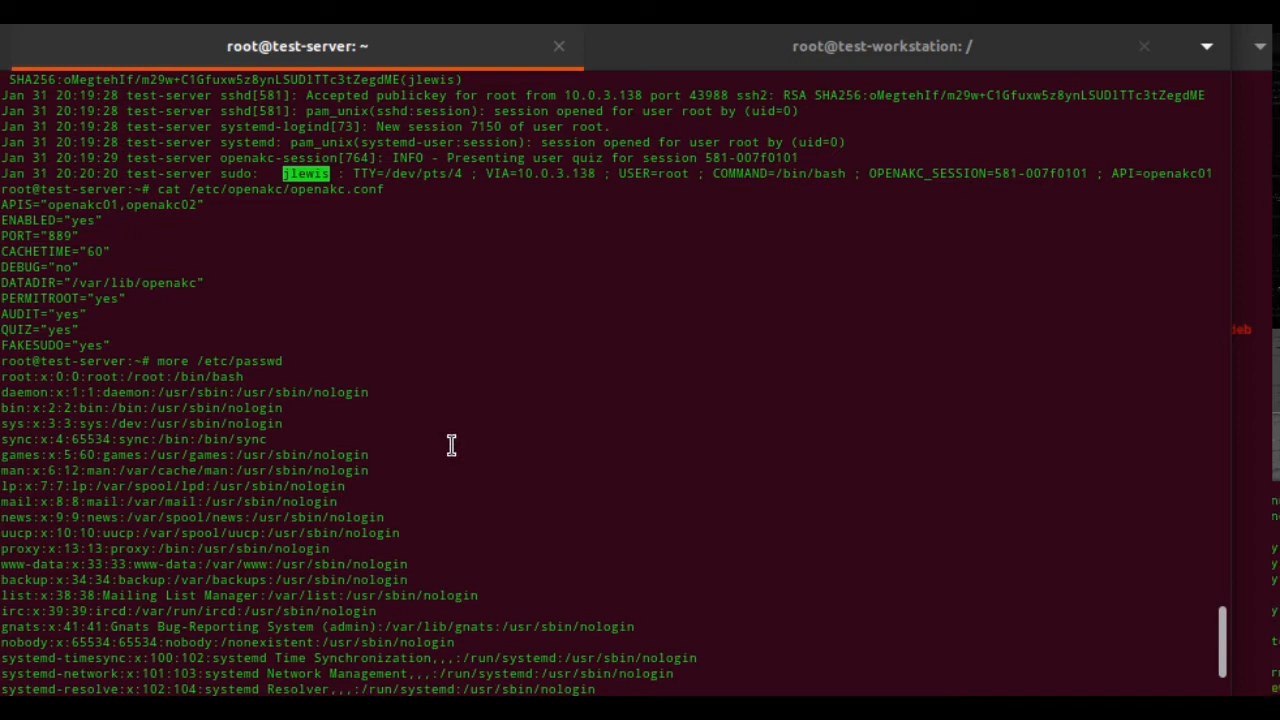 root@test-server: ~
root@test-workstation: /
SHA256:oMegtehIf/m29w+C1Gfuxw5z8ynLSUDlTTc3tZegdME(jlewis)
Jan 31 20:19:28 test-server sshd[581]: Accepted publickey for root from 10.0.3.138 port 43988 ssh2: RSA SHA256:oMegtehIf/m29w+C1Gfuxw5z8ynLSUDlTTc3tZegdME
Jan 31 20:19:28 test-server sshd[581]: pam_unix(sshd:session): session opened for user root by (uid=0)
Jan 31 20:19:28 test-server systemd-logind[73]: New session 7150 of user root.
Jan 31 20:19:28 test-server systemd: pam_unix(systemd-user:session): session opened for user root by (uid=0)
Jan 31 20:19:29 test-server openakc-session[764]: INFO - Presenting user quiz for session 581-007f0101
Jan 31 20:20:20 test-server sudo:   jlewis : TTY=/dev/pts/4 ; VIA=10.0.3.138 ; USER=root ; COMMAND=/bin/bash ; OPENAKC_SESSION=581-007f0101 ; API=openakc01
root@test-server:~# cat /etc/openakc/openakc.conf
APIS="openakc01,openakc02"
ENABLED="yes"
PORT="889"
CACHETIME="60"
DEBUG="no"
DATADIR="/var/lib/openakc"
PERMITROOT="yes"
AUDIT="yes"
QUIZ="yes"
FAKESUDO="yes"
root@test-server:~# more /etc/passwd
root:x:0:0:root:/root:/bin/bash
daemon:x:1:1:daemon:/usr/sbin:/usr/sbin/nologin
bin:x:2:2:bin:/bin:/usr/sbin/nologin
sys:x:3:3:sys:/dev:/usr/sbin/nologin
sync:x:4:65534:sync:/bin:/bin/sync
games:x:5:60:games:/usr/games:/usr/sbin/nologin
man:x:6:12:man:/var/cache/man:/usr/sbin/nologin
lp:x:7:7:lp:/var/spool/lpd:/usr/sbin/nologin
mail:x:8:8:mail:/var/mail:/usr/sbin/nologin
news:x:9:9:news:/var/spool/news:/usr/sbin/nologin
uucp:x:10:10:uucp:/var/spool/uucp:/usr/sbin/nologin
proxy:x:13:13:proxy:/bin:/usr/sbin/nologin
www-data:x:33:33:www-data:/var/www:/usr/sbin/nologin
backup:x:34:34:backup:/var/backups:/usr/sbin/nologin
list:x:38:38:Mailing List Manager:/var/list:/usr/sbin/nologin
irc:x:39:39:ircd:/var/run/ircd:/usr/sbin/nologin
gnats:x:41:41:Gnats Bug-Reporting System (admin):/var/lib/gnats:/usr/sbin/nologin
nobody:x:65534:65534:nobody:/nonexistent:/usr/sbin/nologin
systemd-timesync:x:100:102:systemd Time Synchronization,,,:/run/systemd:/usr/sbin/nologin
systemd-network:x:101:103:systemd Network Management,,,:/run/systemd:/usr/sbin/nologin
systemd-resolve:x:102:104:systemd Resolver,,,:/run/systemd:/usr/sbin/nologin